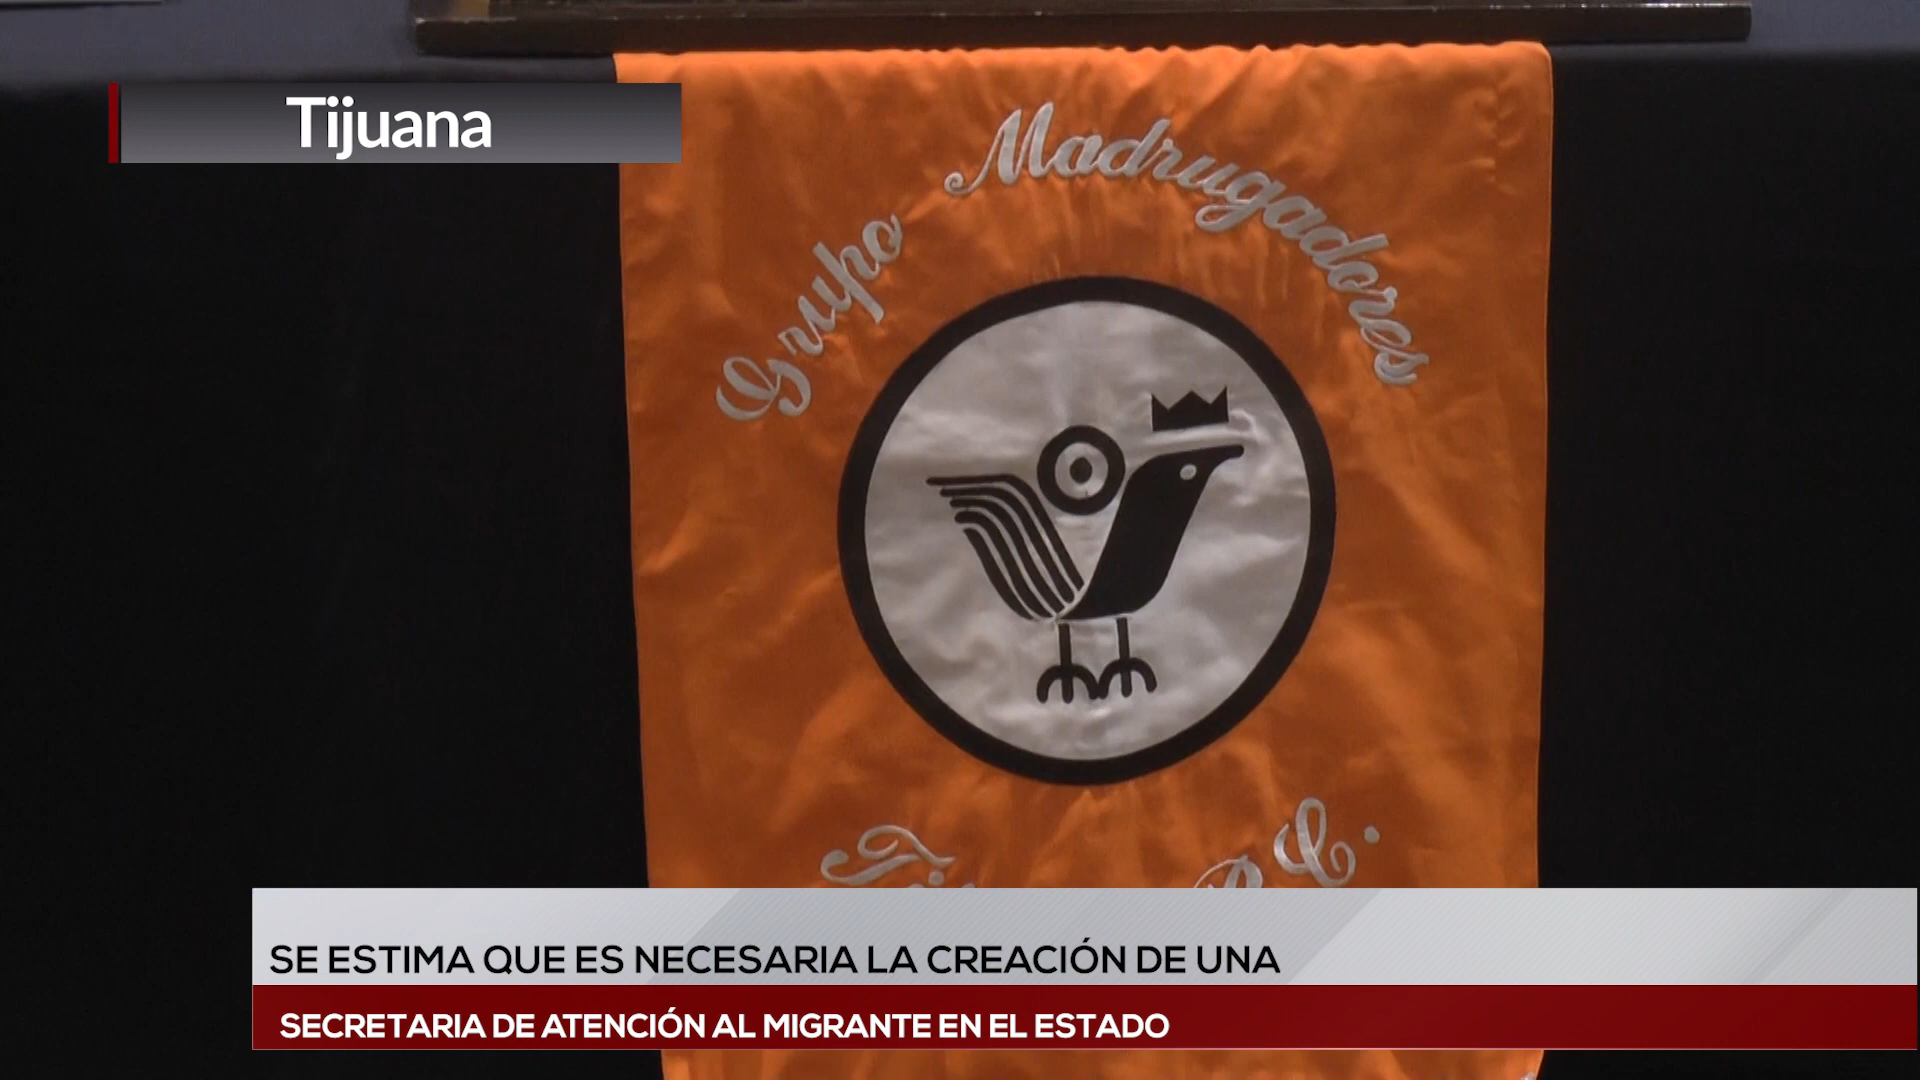 Tijuana
Grupo Madrugadores
C.
SE ESTIMA QUE ES NECESARIA LA CREACIÓN DE UNA
SECRETARIA DE ATENCIÓN AL MIGRANTE EN EL ESTADO